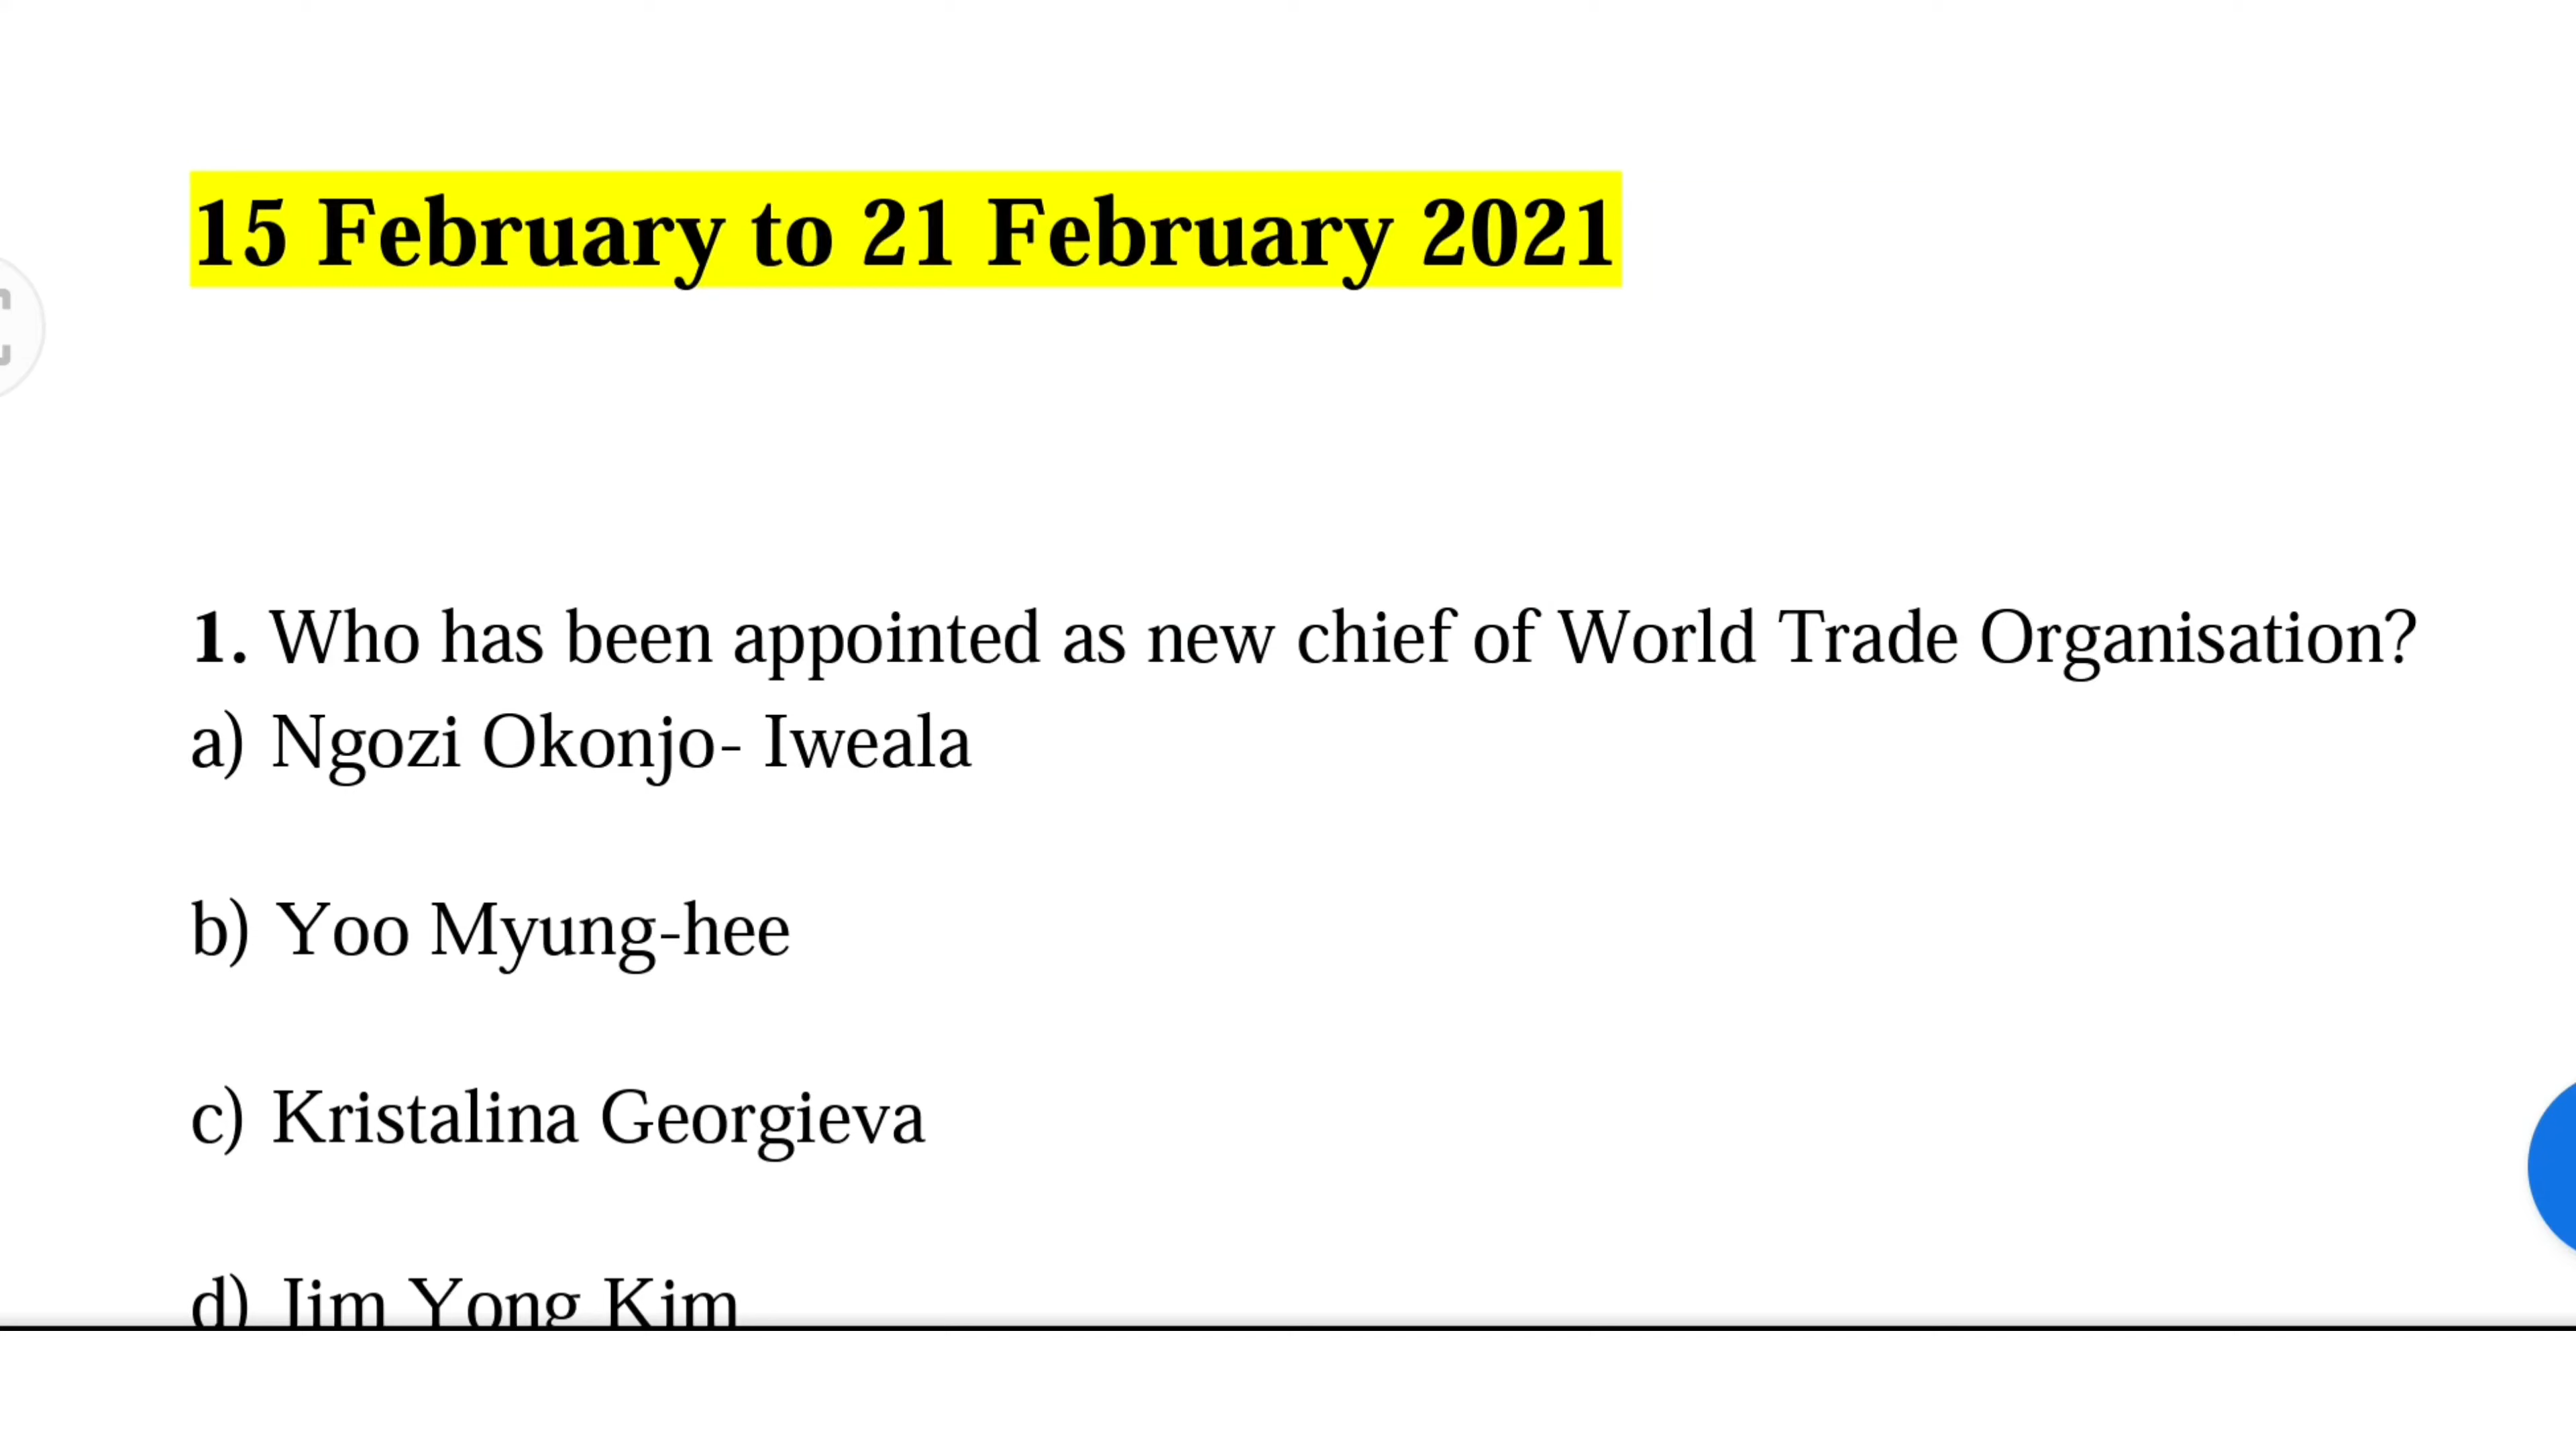 15 February to 21 February 2021
1. Who has been appointed as new chief of World Trade Organisation?
a) Ngozi Okonjo- Iweala
b) Yoo Myung-hee
c) Kristalina Georgieva
d) Jim Yong Kim